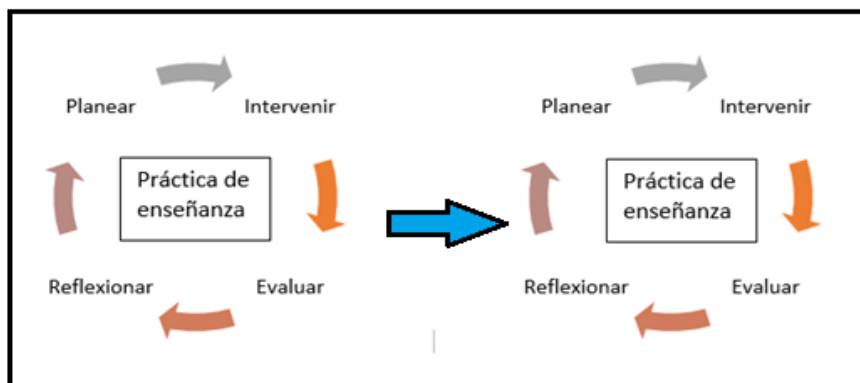 Planear
Intervenir
Práctica de
enseñanza
Reflexionar
Evaluar
Planear
Intervenir
Práctica de
enseñanza
Reflexionar
Evaluar